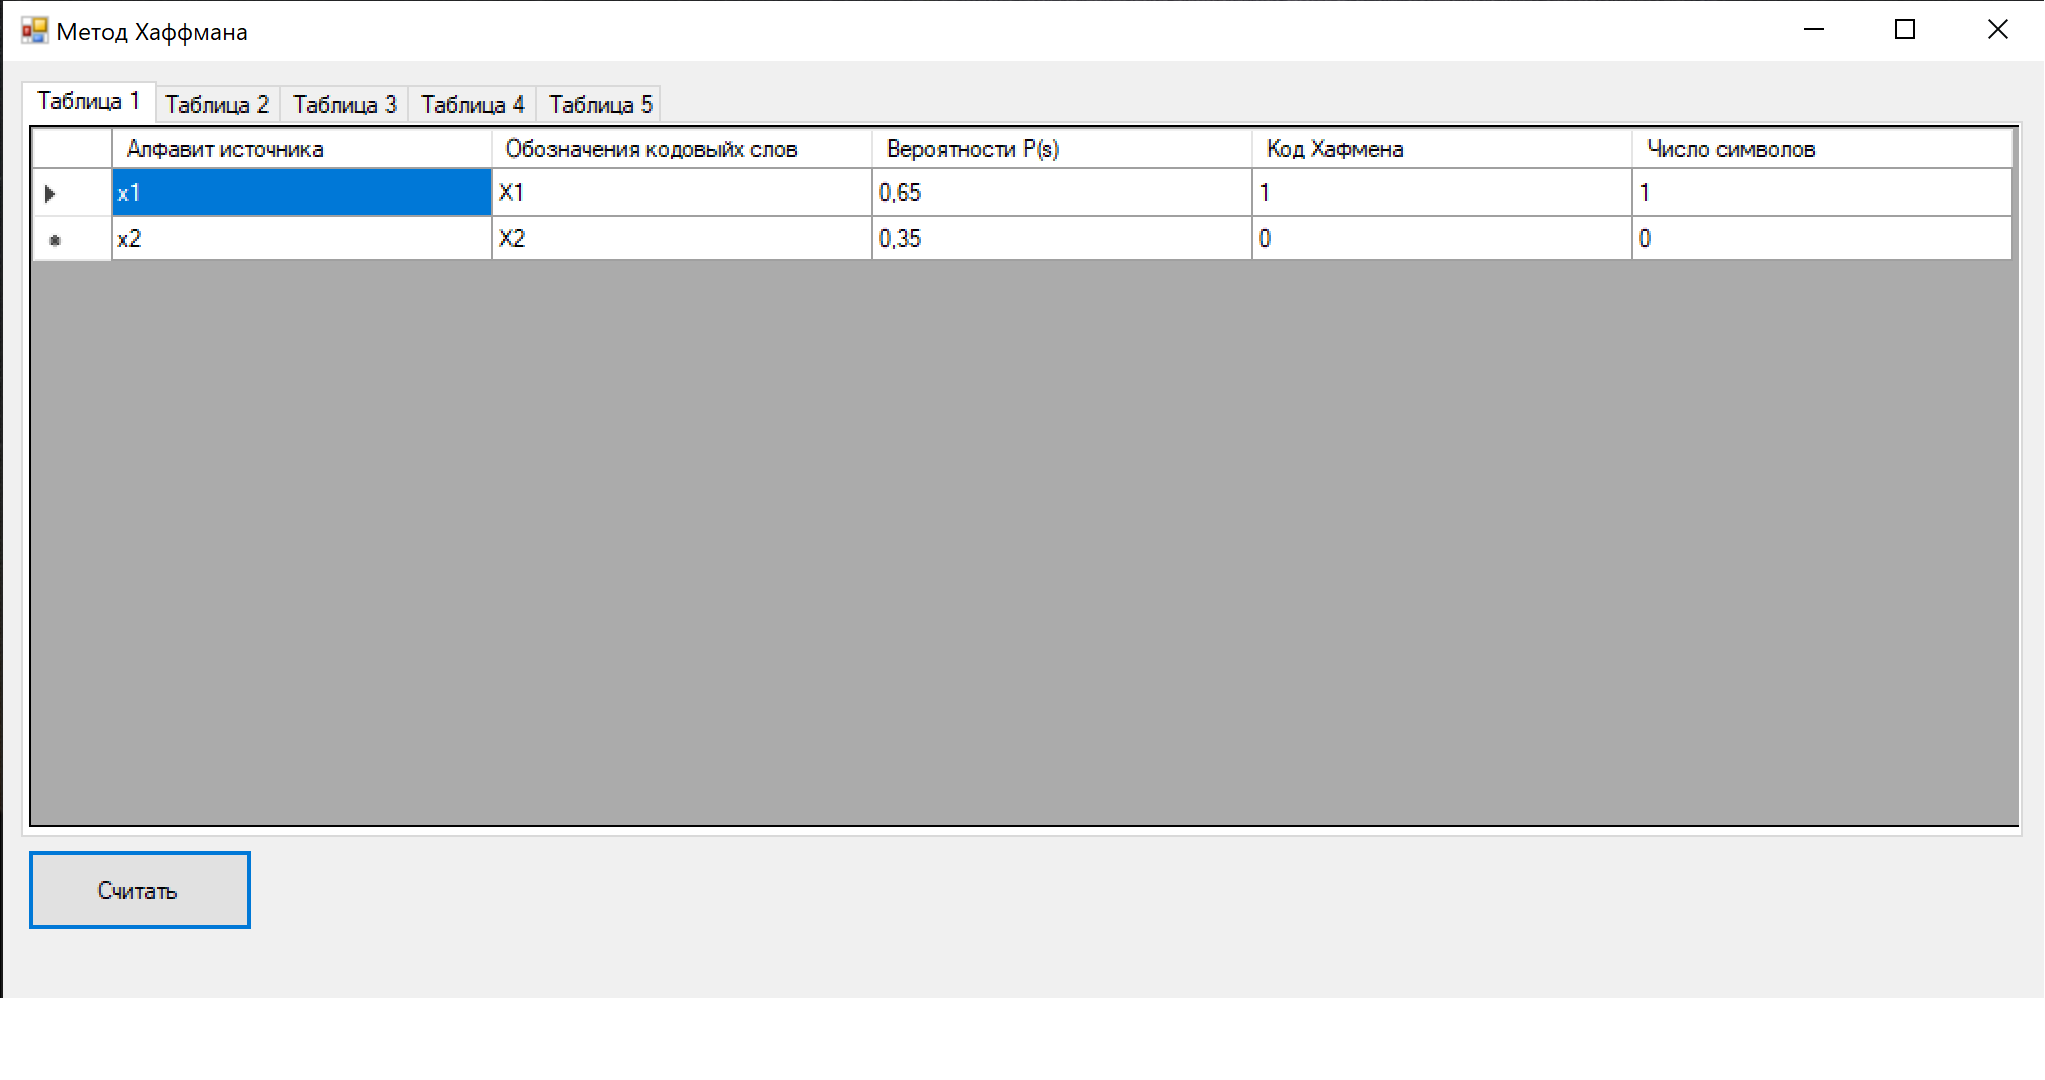 Метод Хаффмана
Таблица 1 Таблица 2 Таблица 3 Таблица 4 Таблица 5
Алфавит источника Обозначения кодовыйх слов Вероятности P(s) Код Хафмена Число символов
x1 X1 0,65 1 1
x2 X2 0,35 0 0
Считать